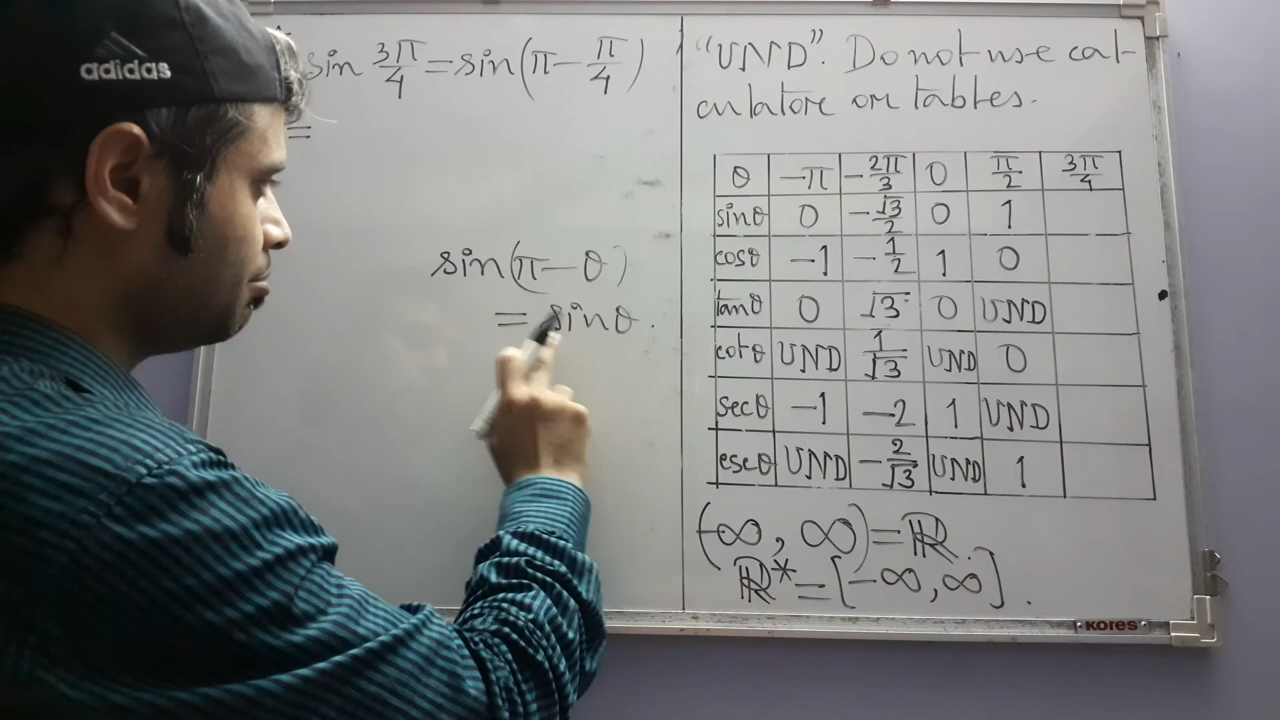 adidas
sin 3π/4 = sin(π − π/4)
=
sin(π − θ)
= sinθ.
"UND". Do not use cal-
culators or tables.
θ | −π | −2π/3 | 0 | π/2 | 3π/4
sinθ | 0 | −√3/2 | 0 | 1
cosθ | −1 | −1/2 | 1 | 0
tanθ | 0 | √3 | 0 | UND
cotθ | UND | 1/√3 | UND | 0
secθ | −1 | −2 | 1 | UND
cscθ | UND | −2/√3 | UND | 1
(−∞, ∞) = ℝ.
ℝ* = [−∞, ∞].
KORES